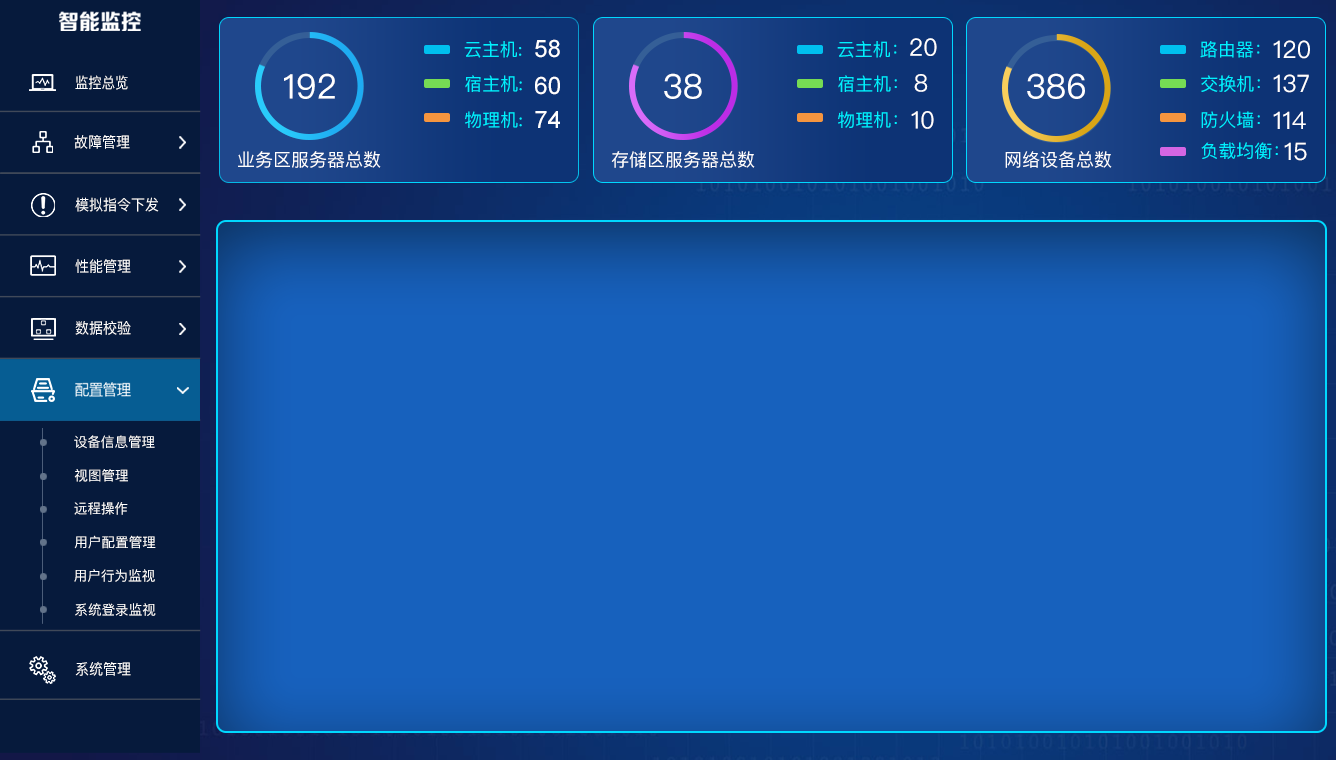 智能监控
监控总览
故障管理
模拟指令下发
性能管理
数据校验
配置管理
设备信息管理
视图管理
远程操作
用户配置管理
用户行为监视
系统登录监视
系统管理
192
业务区服务器总数
云主机: 58
宿主机: 60
物理机: 74
38
存储区服务器总数
云主机: 20
宿主机: 8
物理机: 10
386
网络设备总数
路由器: 120
交换机: 137
防火墙: 114
负载均衡: 15